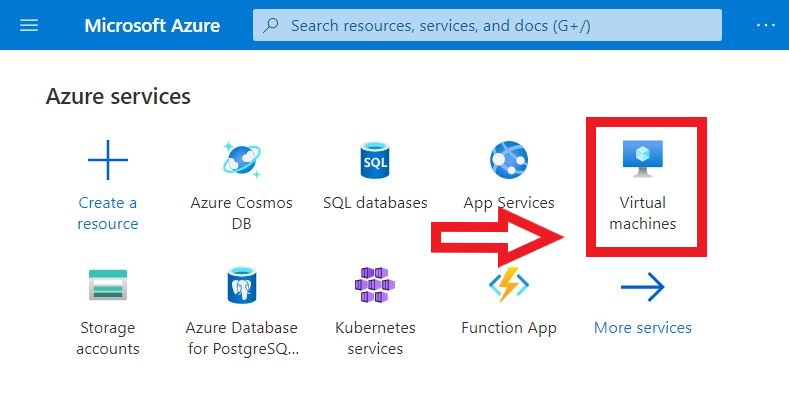 Microsoft Azure
Search resources, services, and docs (G+/)
...
Azure services
Create a
resource
Azure Cosmos
DB
SQL
SQL databases
App Services
Virtual
machines
Storage
accounts
Azure Database
for PostgreSQ...
Kubernetes
services
Function App
More services